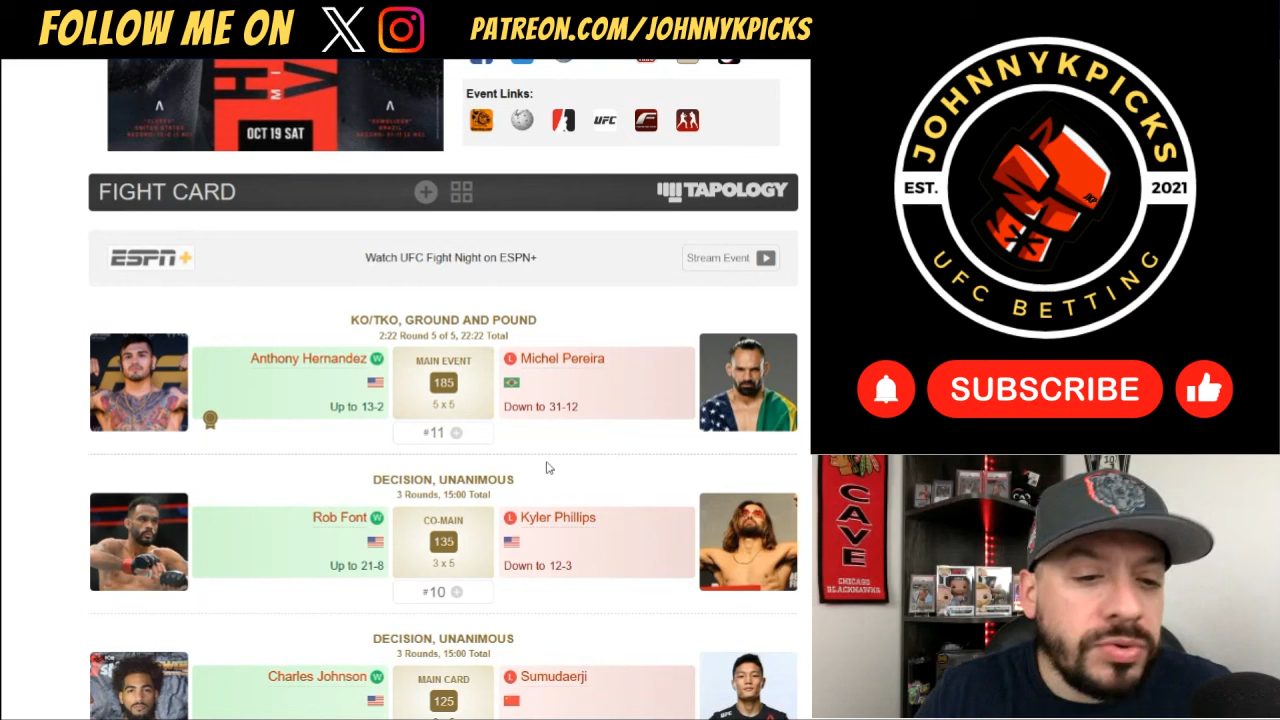 FOLLOW ME ON
PATREON.COM/JOHNNYKPICKS
OCT 19 SAT
Event Links:
UFC
FIGHT CARD
TAPOLOGY
ESPN+
Watch UFC Fight Night on ESPN+
Stream Event
KO/TKO, GROUND AND POUND
2:22 Round 5 of 5, 22:22 Total
Anthony Hernandez W
MAIN EVENT
L Michel Pereira
185
Up to 13-2
5 x 5
Down to 31-12
#11
DECISION, UNANIMOUS
3 Rounds, 15:00 Total
Rob Font W
CO-MAIN
L Kyler Phillips
135
Up to 21-8
3 x 5
Down to 12-3
#10
DECISION, UNANIMOUS
3 Rounds, 15:00 Total
Charles Johnson W
MAIN CARD
L Sumudaerji
125
JOHNNYKPICKS
EST.
2021
JKP
UFC BETTING
SUBSCRIBE
CAVE
CHICAGO
BLACKHAWKS